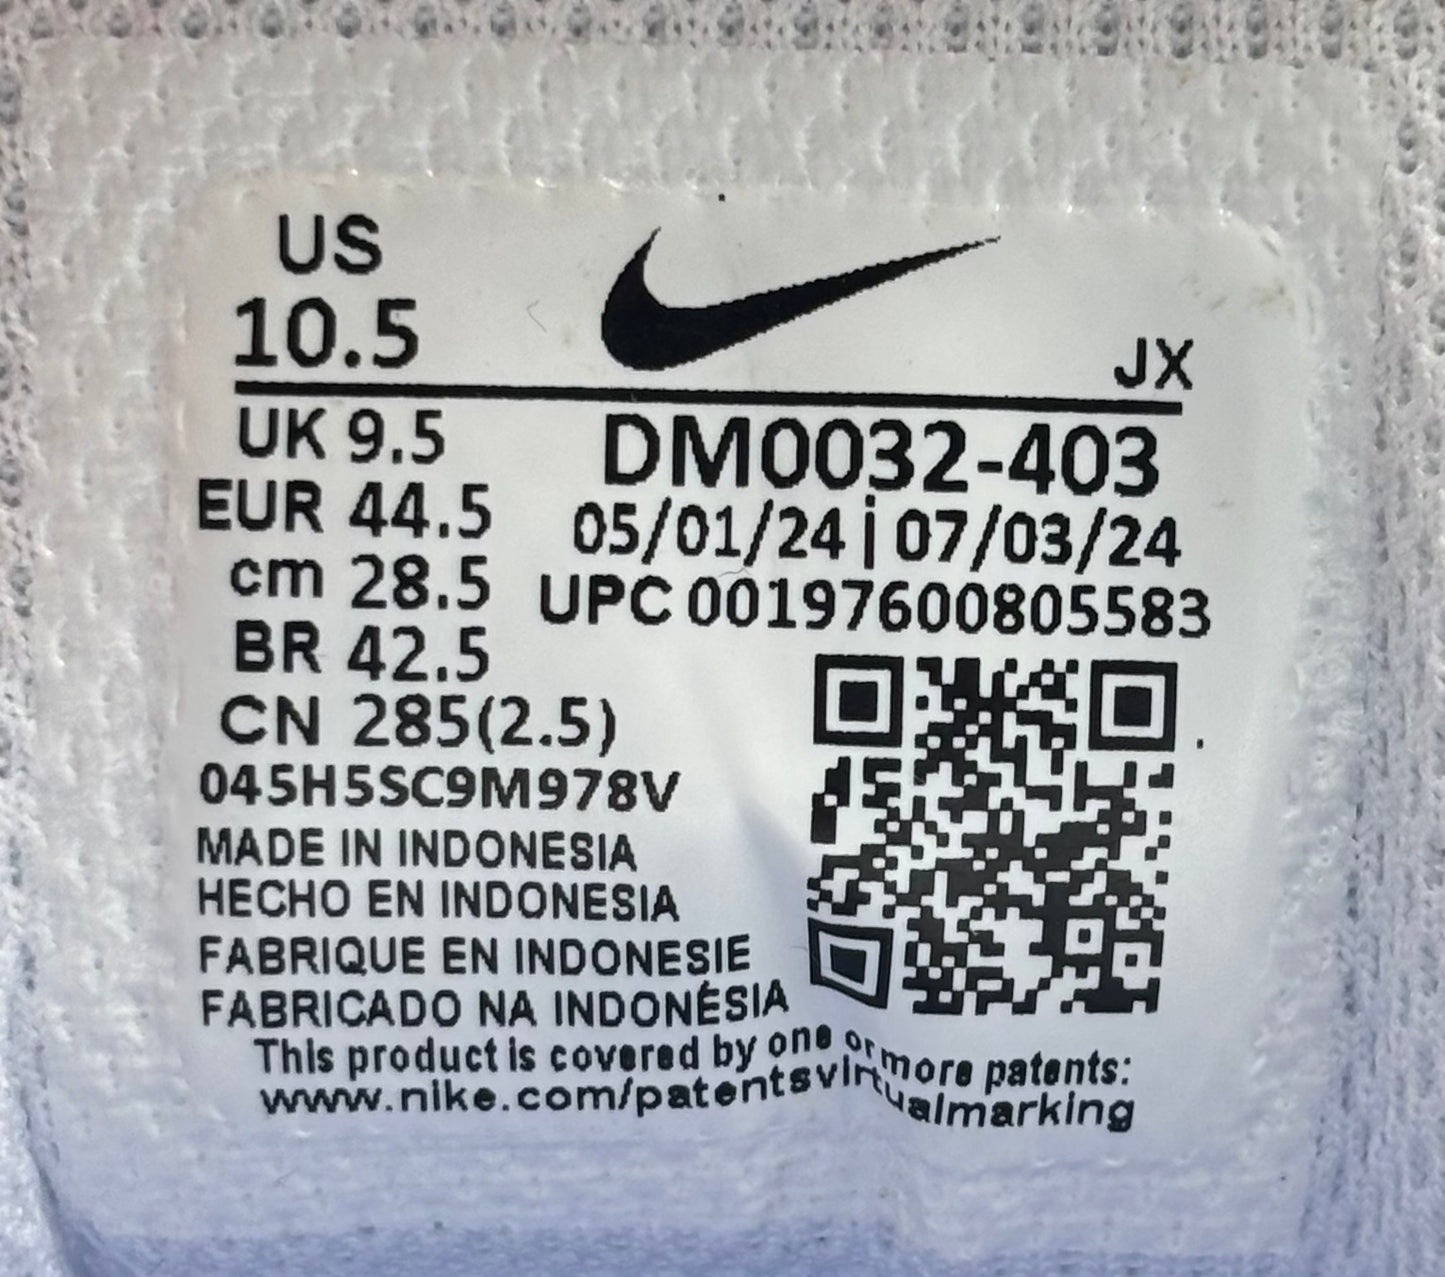 US
10.5
JX
UK 9.5
EUR 44.5
cm 28.5
BR 42.5
CN 285(2.5)
DM0032-403
05/01/24 | 07/03/24
UPC 00197600805583
045H5SC9M978V
MADE IN INDONESIA
HECHO EN INDONESIA
FABRIQUE EN INDONESIE
FABRICADO NA INDONÉSIA
This product is covered by one or more patents:
www.nike.com/patentsvirtualmarking